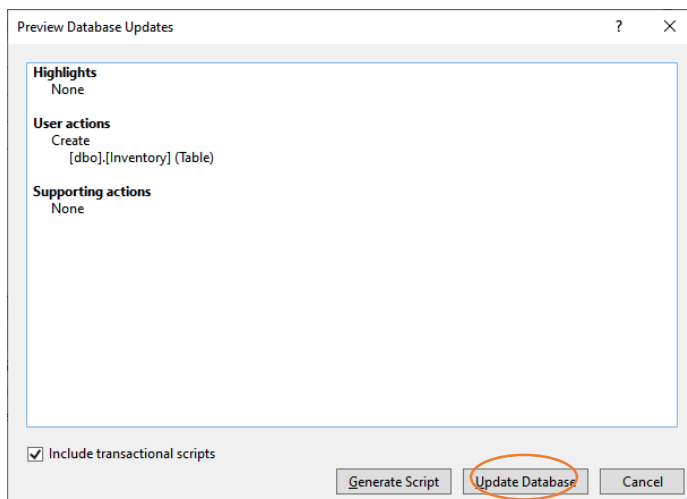 Preview Database Updates ? ×
Highlights
None
User actions
Create
[dbo].[Inventory] (Table)
Supporting actions
None
Include transactional scripts
Generate Script Update Database Cancel